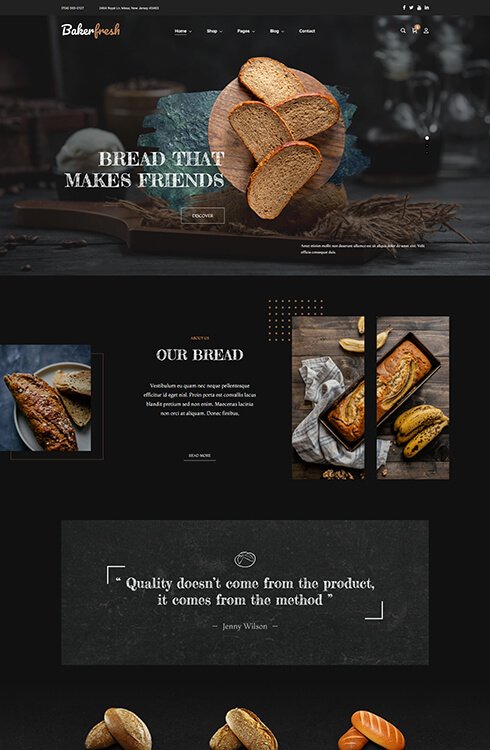 (704) 555-0127
2464 Royal Ln. Mesa, New Jersey 45463
Bakerfresh
Home
Shop
Pages
Blog
Contact
BREAD THAT
MAKES FRIENDS
DISCOVER
Amet minim mollit non deserunt ullamco est sit aliqua dolor do amet sint. Velit
officia consequat duis.
ABOUT US
OUR BREAD
Vestibulum eu quam nec neque pellentesque
efficitur id eget nisl. Proin porta est convallis lacus
blandit pretium sed non enim. Maecenas lacinia
non orci at aliquam. Donec finibus.
READ MORE
“ Quality doesn’t come from the product,
it comes from the method ”
— Jenny Wilson —